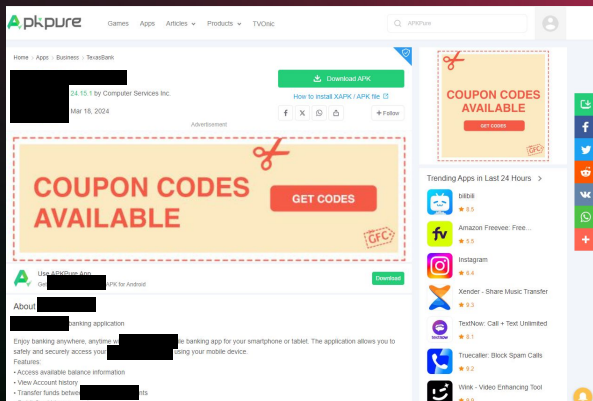 Apkpure
Games Apps Articles Products TVOnic
APKPure
Home › Apps › Business › TexasBank
24.15.1 by Computer Services Inc.
Mar 18, 2024
Download APK
How to install XAPK / APK file
+ Follow
Advertisement
COUPON CODES
AVAILABLE
GET CODES
GFC
Use APKPure App
Get
APK for Android
Download
About
banking application
Enjoy banking anywhere, anytime
banking app for your smartphone or tablet. The application allows you to
safely and securely access your
using your mobile device.
Features:
• Access available balance information
• View Account history
• Transfer funds
COUPON CODES
AVAILABLE
GET CODES
GFC
Trending Apps in Last 24 Hours >
bilibili
Amazon Freevee: Free...
Instagram
8.4
Xender - Share Music Transfer
9.3
TextNow: Call + Text Unlimited
8.1
Truecaller: Block Spam Calls
9.2
Wink - Video Enhancing Tool